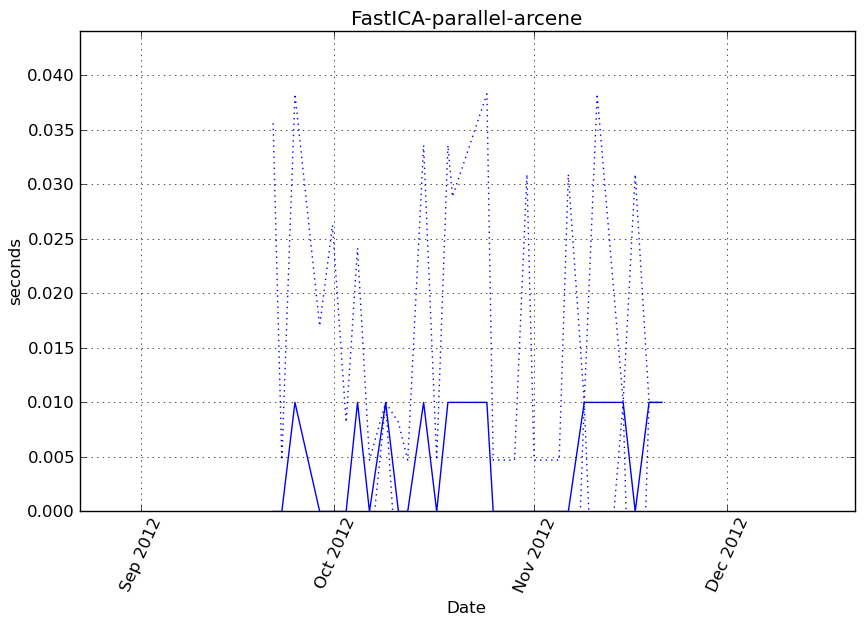 FastICA-parallel-arcene
0.040
0.035
0.030
0.025
0.020
0.015
0.010
0.005
0.000
seconds
Sep 2012
Oct 2012
Nov 2012
Dec 2012
Date